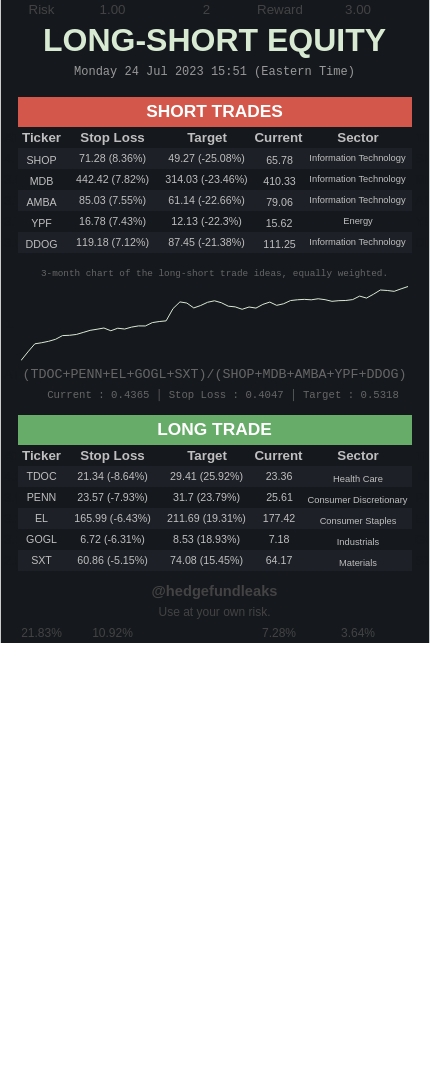 Risk 1.00 2 Reward 3.00
LONG-SHORT EQUITY
Monday 24 Jul 2023 15:51 (Eastern Time)
SHORT TRADES
Ticker Stop Loss Target Current Sector
SHOP 71.28 (8.36%) 49.27 (-25.08%) 65.78 Information Technology
MDB 442.42 (7.82%) 314.03 (-23.46%) 410.33 Information Technology
AMBA 85.03 (7.55%) 61.14 (-22.66%) 79.06 Information Technology
YPF 16.78 (7.43%) 12.13 (-22.3%) 15.62 Energy
DDOG 119.18 (7.12%) 87.45 (-21.38%) 111.25 Information Technology
3-month chart of the long-short trade ideas, equally weighted.
(TDOC+PENN+EL+GOGL+SXT)/(SHOP+MDB+AMBA+YPF+DDOG)
Current : 0.4365 | Stop Loss : 0.4047 | Target : 0.5318
LONG TRADE
Ticker Stop Loss Target Current Sector
TDOC 21.34 (-8.64%) 29.41 (25.92%) 23.36 Health Care
PENN 23.57 (-7.93%) 31.7 (23.79%) 25.61 Consumer Discretionary
EL 165.99 (-6.43%) 211.69 (19.31%) 177.42 Consumer Staples
GOGL 6.72 (-6.31%) 8.53 (18.93%) 7.18 Industrials
SXT 60.86 (-5.15%) 74.08 (15.45%) 64.17 Materials
@hedgefundleaks
Use at your own risk.
21.83% 10.92% 7.28% 3.64%